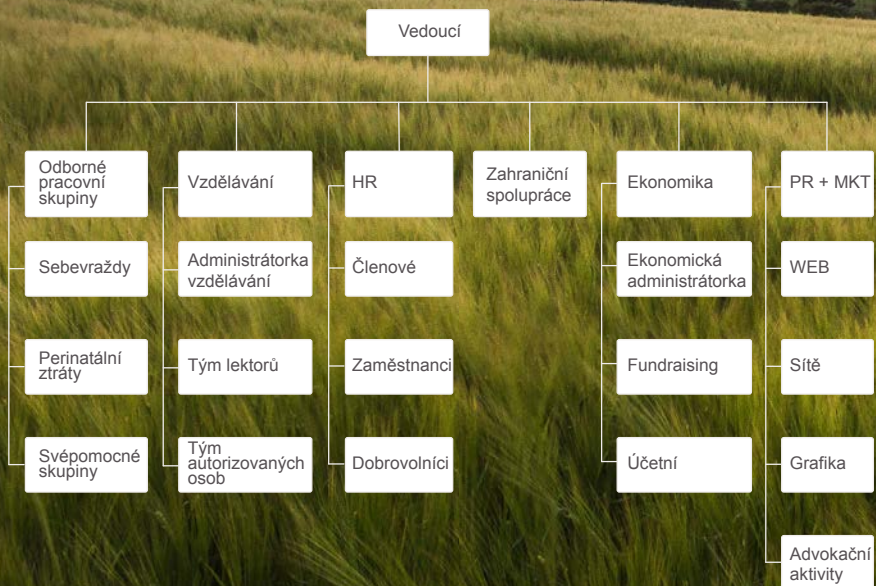 Vedoucí
Odborné
pracovní
skupiny
Vzdělávání
HR
Zahraniční
spolupráce
Ekonomika
PR + MKT
Sebevraždy
Administrátorka
vzdělávání
Členové
Ekonomická
administrátorka
WEB
Perinatální
ztráty
Tým lektorů
Zaměstnanci
Fundraising
Sítě
Svépomocné
skupiny
Tým
autorizovaných
osob
Dobrovolníci
Účetní
Grafika
Advokační
aktivity